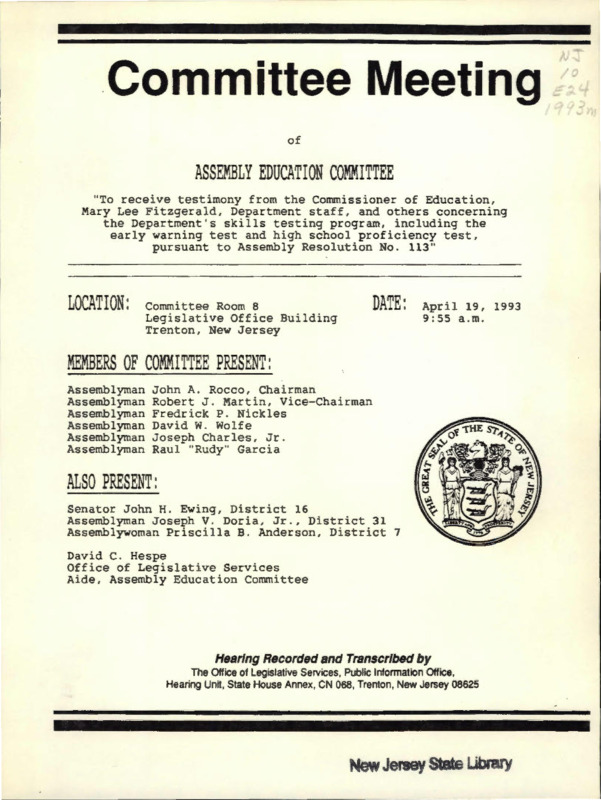 Committee Meeting
NJ
10
E24
1993m
of
ASSEMBLY EDUCATION COMMITTEE
"To receive testimony from the Commissioner of Education,
Mary Lee Fitzgerald, Department staff, and others concerning
the Department's skills testing program, including the
early warning test and high school proficiency test,
pursuant to Assembly Resolution No. 113"
LOCATION: Committee Room 8
Legislative Office Building
Trenton, New Jersey
DATE: April 19, 1993
9:55 a.m.
MEMBERS OF COMMITTEE PRESENT:
Assemblyman John A. Rocco, Chairman
Assemblyman Robert J. Martin, Vice-Chairman
Assemblyman Fredrick P. Nickles
Assemblyman David W. Wolfe
Assemblyman Joseph Charles, Jr.
Assemblyman Raul "Rudy" Garcia
ALSO PRESENT:
Senator John H. Ewing, District 16
Assemblyman Joseph V. Doria, Jr., District 31
Assemblywoman Priscilla B. Anderson, District 7
David C. Hespe
Office of Legislative Services
Aide, Assembly Education Committee
THE GREAT SEAL OF THE STATE OF NEW JERSEY
Hearing Recorded and Transcribed by
The Office of Legislative Services, Public Information Office,
Hearing Unit, State House Annex, CN 068, Trenton, New Jersey 08625
New Jersey State Library